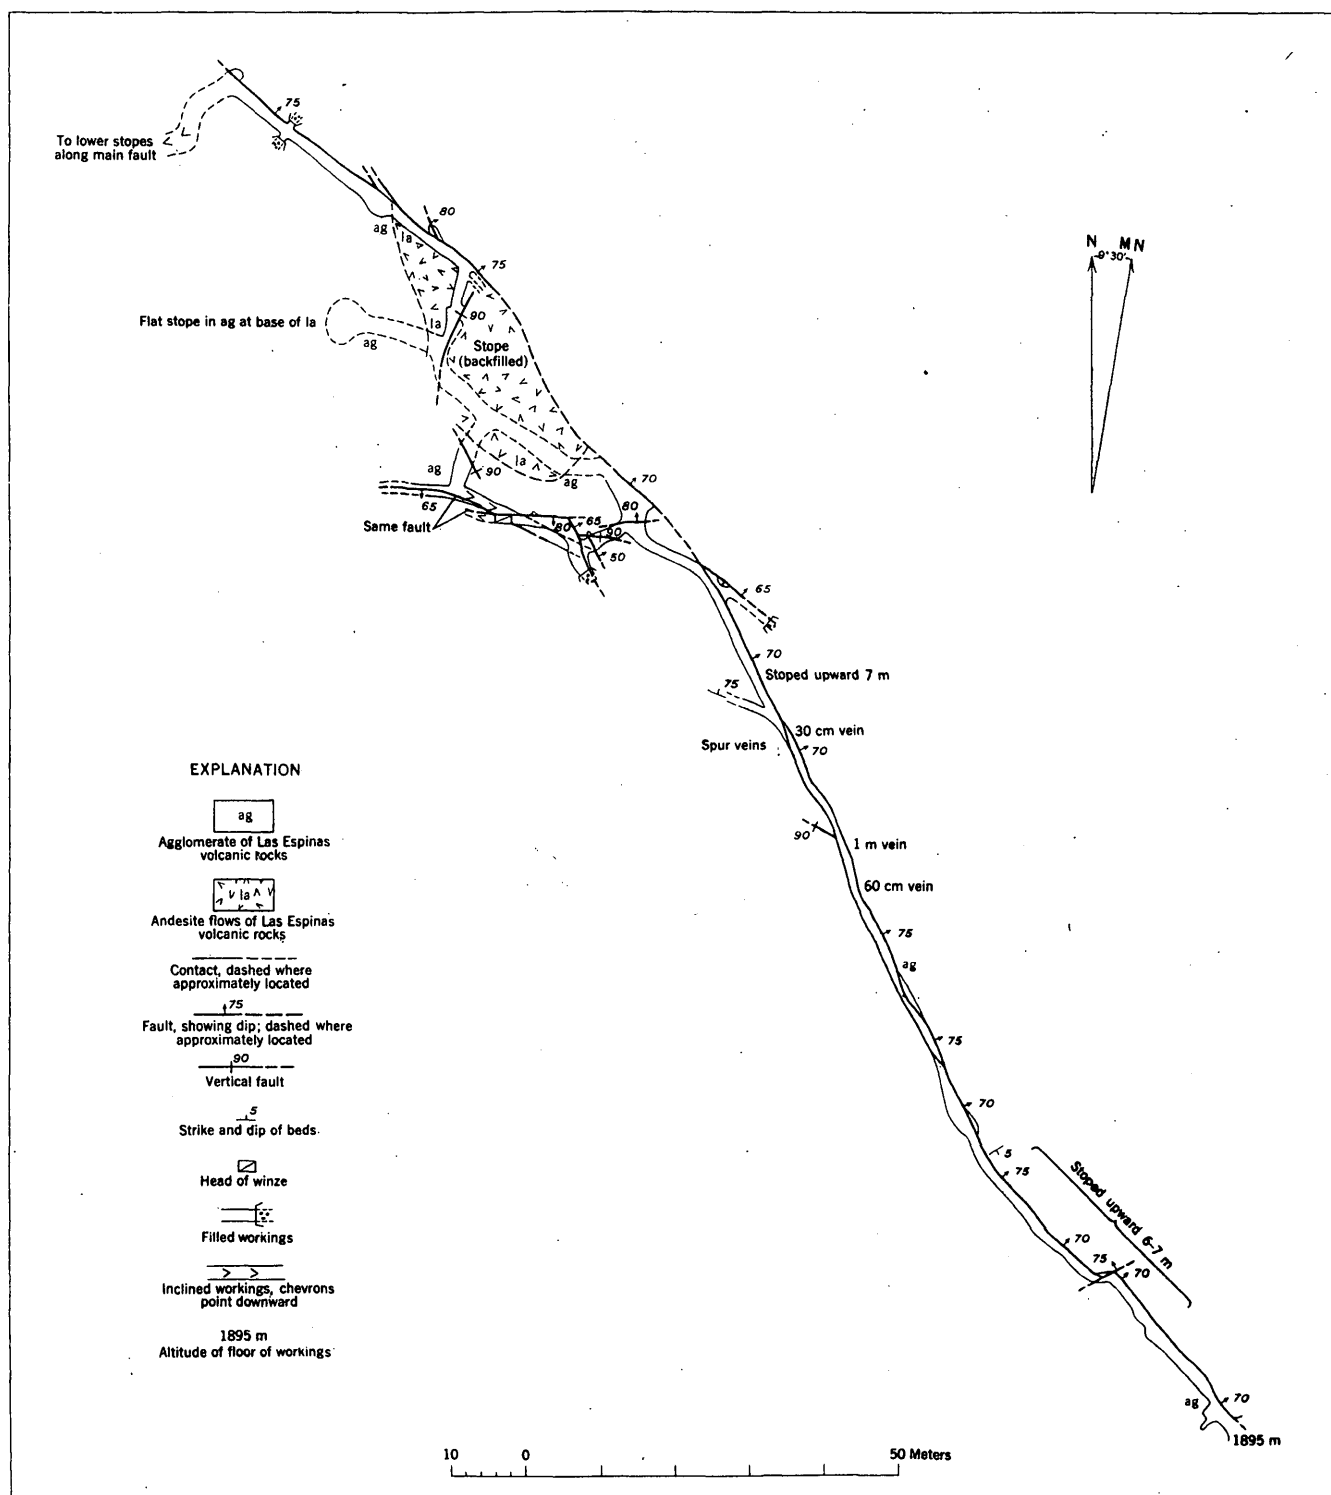 75
To lower stopes
along main fault
80
ag
la
75
N
MN
9°30'
Flat stope in ag at base of la
la
90
ag
Stope
(backfilled)
la
ag
90
ag
70
65
Same fault
80
65
80
90
50
65
70
Stoped upward 7 m
75
30 cm vein
Spur veins
70
90
1 m vein
60 cm vein
75
ag
75
70
5
75
Stoped upward 6-7 m
70
75
70
70
ag
1895 m
EXPLANATION
ag
Agglomerate of Las Espinas
volcanic rocks
la
Andesite flows of Las Espinas
volcanic rocks
Contact, dashed where
approximately located
75
Fault, showing dip; dashed where
approximately located
90
Vertical fault
5
Strike and dip of beds
Head of winze
Filled workings
Inclined workings, chevrons
point downward
1895 m
Altitude of floor of workings
10 0 50 Meters